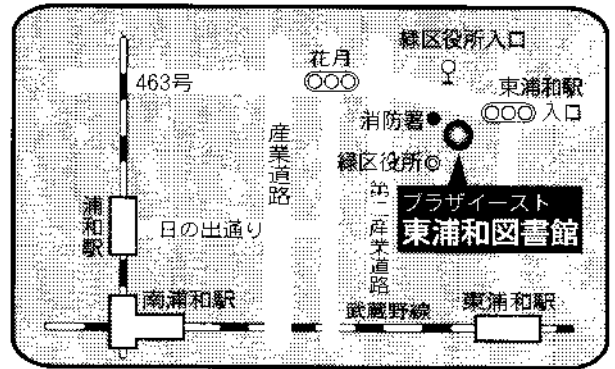 緑区役所入口
花月
463号
東浦和駅
入口
消防署
産業道路
緑区役所
第二産業道路
プラザイースト
東浦和図書館
浦和駅
日の出通り
南浦和駅
武蔵野線
東浦和駅